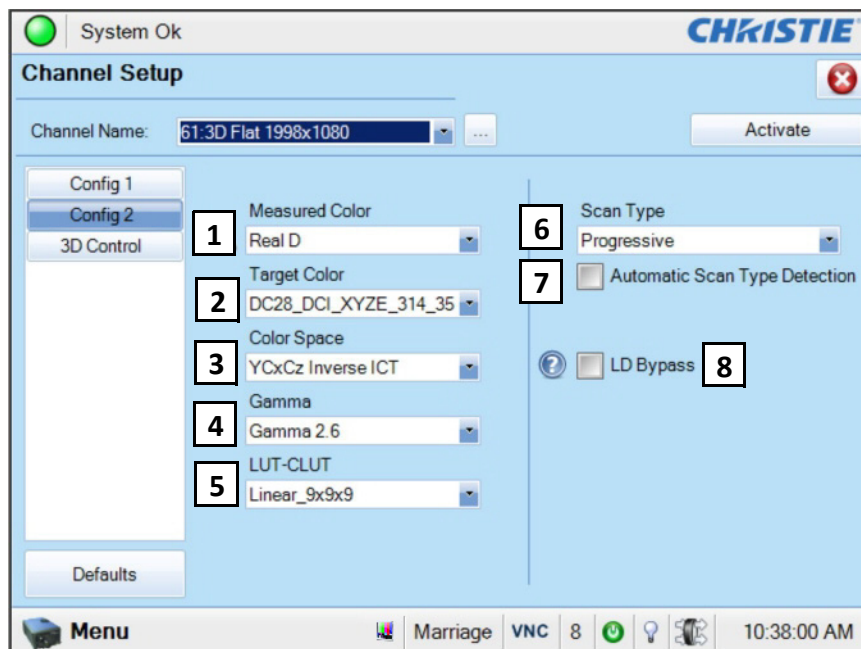 System Ok
CHRISTIE
Channel Setup
Channel Name:
61:3D Flat 1998x1080
...
Activate
Config 1
Config 2
3D Control
Defaults
Measured Color
1
Real D
Target Color
2
DC28_DCI_XYZE_314_35
Color Space
3
YCxCz Inverse ICT
Gamma
4
Gamma 2.6
LUT-CLUT
5
Linear_9x9x9
Scan Type
6
Progressive
7
Automatic Scan Type Detection
?
LD Bypass
8
Menu
Marriage
VNC
8
10:38:00 AM